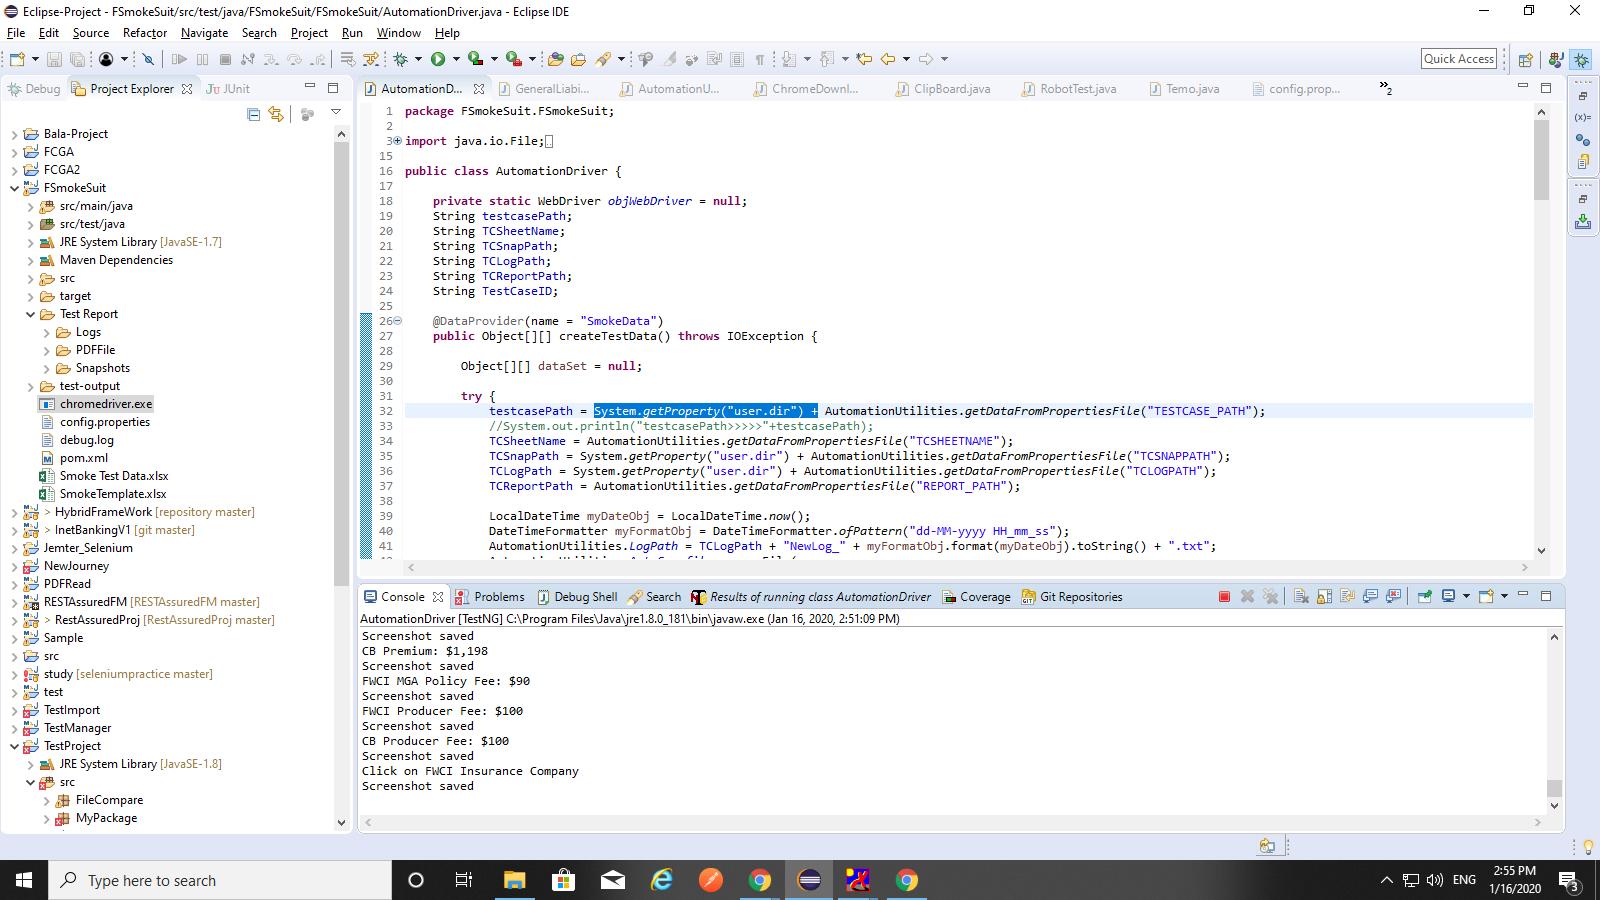 Eclipse-Project - FSmokeSuit/src/test/java/FSmokeSuit/FSmokeSuit/AutomationDriver.java - Eclipse IDE
File Edit Source Refactor Navigate Search Project Run Window Help
Quick Access
Debug Project Explorer JUnit
Bala-Project
FCGA
FCGA2
FSmokeSuit
src/main/java
src/test/java
JRE System Library [JavaSE-1.7]
Maven Dependencies
src
target
Test Report
Logs
PDFFile
Snapshots
test-output
chromedriver.exe
config.properties
debug.log
pom.xml
Smoke Test Data.xlsx
SmokeTemplate.xlsx
> HybridFrameWork [repository master]
> InetBankingV1 [git master]
Jemter_Selenium
NewJourney
PDFRead
RESTAssuredFM [RESTAssuredFM master]
> RestAssuredProj [RestAssuredProj master]
Sample
src
study [seleniumpractice master]
test
TestImport
TestManager
TestProject
JRE System Library [JavaSE-1.8]
src
FileCompare
MyPackage
AutomationD... GeneralLiabi... AutomationU... ChromeDownl... ClipBoard.java RobotTest.java Temo.java config.prop... »2
1 package FSmokeSuit.FSmokeSuit;
2
3 import java.io.File;
15
16 public class AutomationDriver {
17
18 private static WebDriver objWebDriver = null;
19 String testcasePath;
20 String TCSheetName;
21 String TCSnapPath;
22 String TCLogPath;
23 String TCReportPath;
24 String TestCaseID;
25
26 @DataProvider(name = "SmokeData")
27 public Object[][] createTestData() throws IOException {
28
29 Object[][] dataSet = null;
30
31 try {
32 testcasePath = System.getProperty("user.dir") + AutomationUtilities.getDataFromPropertiesFile("TESTCASE_PATH");
33 //System.out.println("testcasePath>>>>>"+testcasePath);
34 TCSheetName = AutomationUtilities.getDataFromPropertiesFile("TCSHEETNAME");
35 TCSnapPath = System.getProperty("user.dir") + AutomationUtilities.getDataFromPropertiesFile("TCSNAPPATH");
36 TCLogPath = System.getProperty("user.dir") + AutomationUtilities.getDataFromPropertiesFile("TCLOGPATH");
37 TCReportPath = AutomationUtilities.getDataFromPropertiesFile("REPORT_PATH");
38
39 LocalDateTime myDateObj = LocalDateTime.now();
40 DateTimeFormatter myFormatObj = DateTimeFormatter.ofPattern("dd-MM-yyyy HH_mm_ss");
41 AutomationUtilities.LogPath = TCLogPath + "NewLog_" + myFormatObj.format(myDateObj).toString() + ".txt";
Console Problems Debug Shell Search Results of running class AutomationDriver Coverage Git Repositories
AutomationDriver [TestNG] C:\Program Files\Java\jre1.8.0_181\bin\javaw.exe (Jan 16, 2020, 2:51:09 PM)
Screenshot saved
CB Premium: $1,198
Screenshot saved
FWCI MGA Policy Fee: $90
Screenshot saved
FWCI Producer Fee: $100
Screenshot saved
CB Producer Fee: $100
Screenshot saved
Click on FWCI Insurance Company
Screenshot saved
Type here to search
ENG
2:55 PM
1/16/2020
3